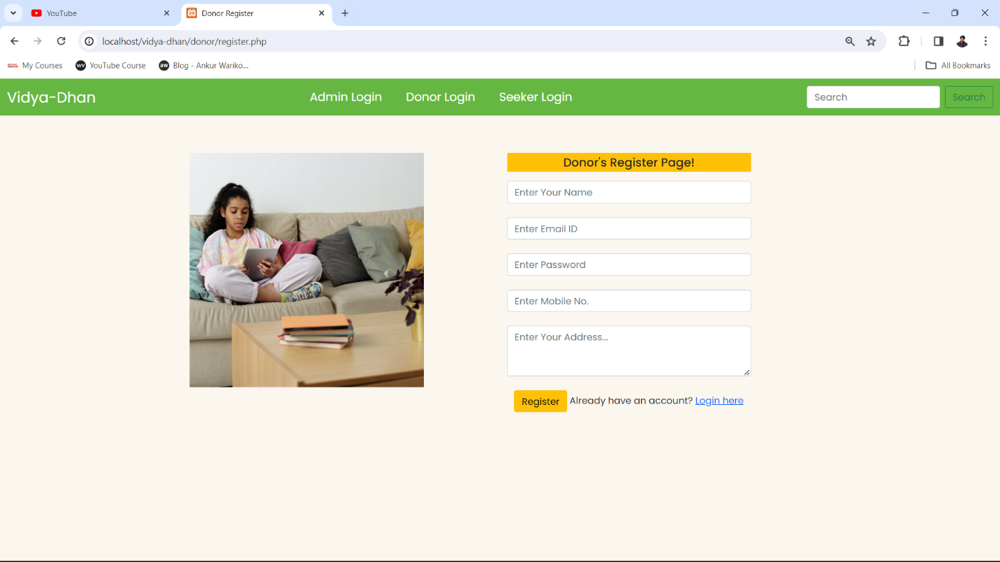 YouTube
Donor Register
localhost/vidya-dhan/donor/register.php
My Courses
wv YouTube Course
aw Blog - Ankur Wariko...
All Bookmarks
Vidya-Dhan
Admin Login
Donor Login
Seeker Login
Search
Search
Donor's Register Page!
Enter Your Name
Enter Email ID
Enter Password
Enter Mobile No.
Enter Your Address...
Register Already have an account? Login here